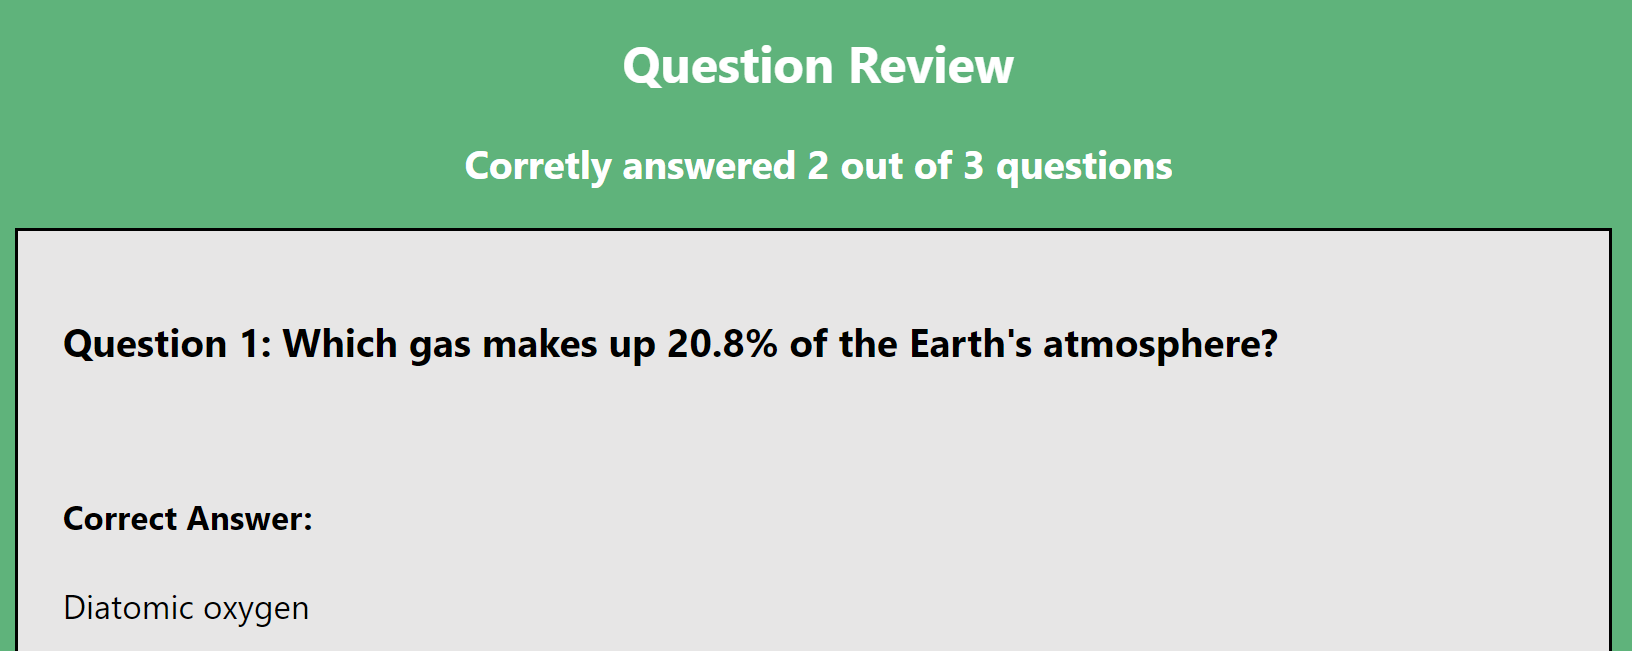 Question Review
Corretly answered 2 out of 3 questions
Question 1: Which gas makes up 20.8% of the Earth's atmosphere?
Correct Answer:
Diatomic oxygen